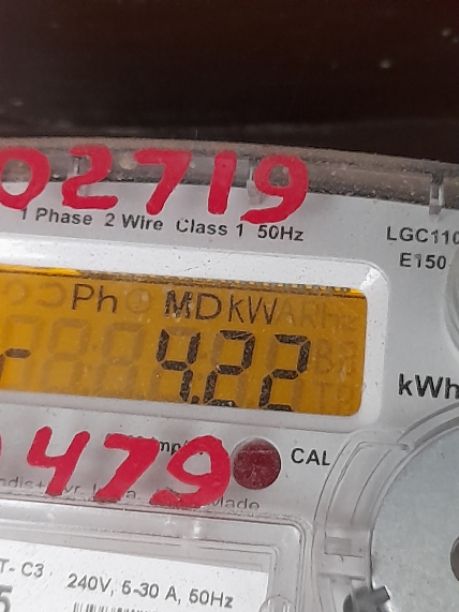 02719
1 Phase 2 Wire Class 1 50Hz
LGC110
E150
Ph MD kW
r 4.22
kWh
479
CAL
T-C3 240V, 5-30 A, 50Hz